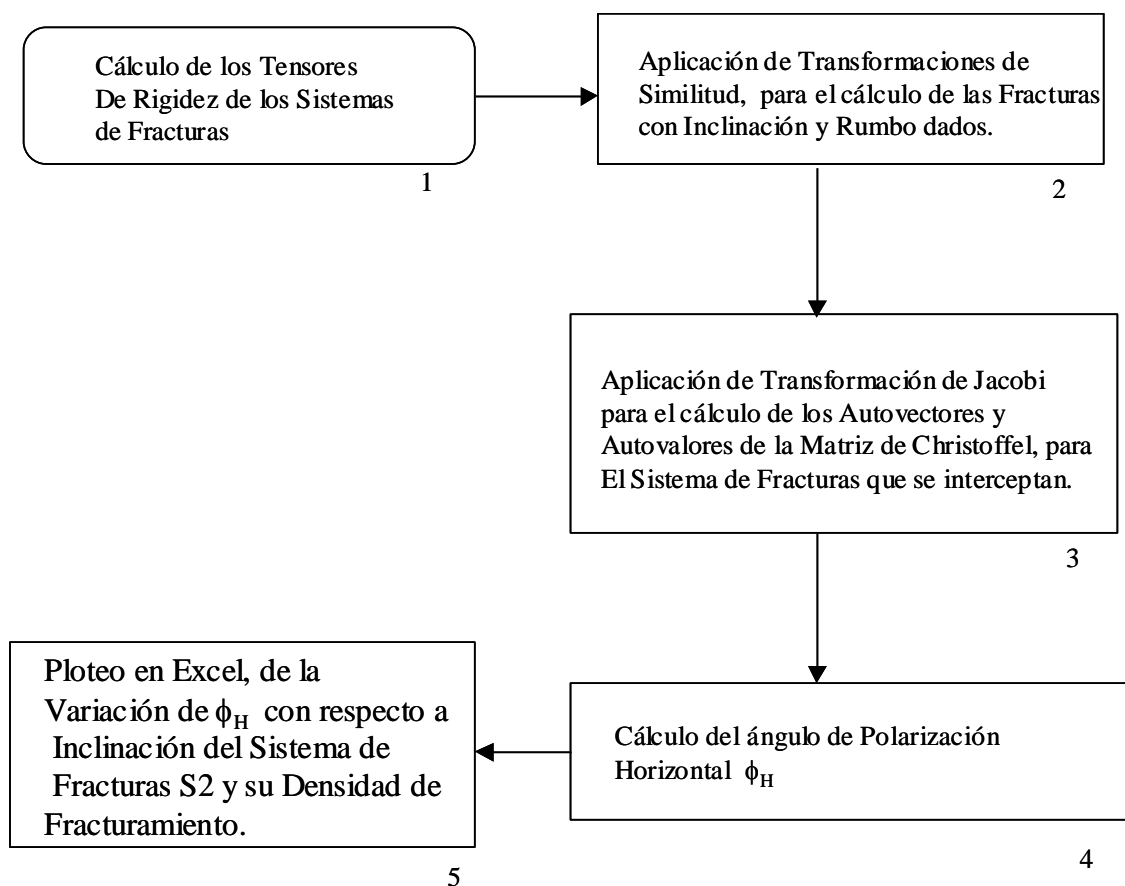 Cálculo de los Tensores
De Rigidez de los Sistemas
de Fracturas
1
Aplicación de Transformaciones de
Similitud, para el cálculo de las Fracturas
con Inclinación y Rumbo dados.
2
Aplicación de Transformación de Jacobi
para el cálculo de los Autovectores y
Autovalores de la Matriz de Christoffel, para
El Sistema de Fracturas que se interceptan.
3
Cálculo del ángulo de Polarización
Horizontal ϕH
4
Ploteo en Excel, de la
Variación de ϕH con respecto a
Inclinación del Sistema de
Fracturas S2 y su Densidad de
Fracturamiento.
5